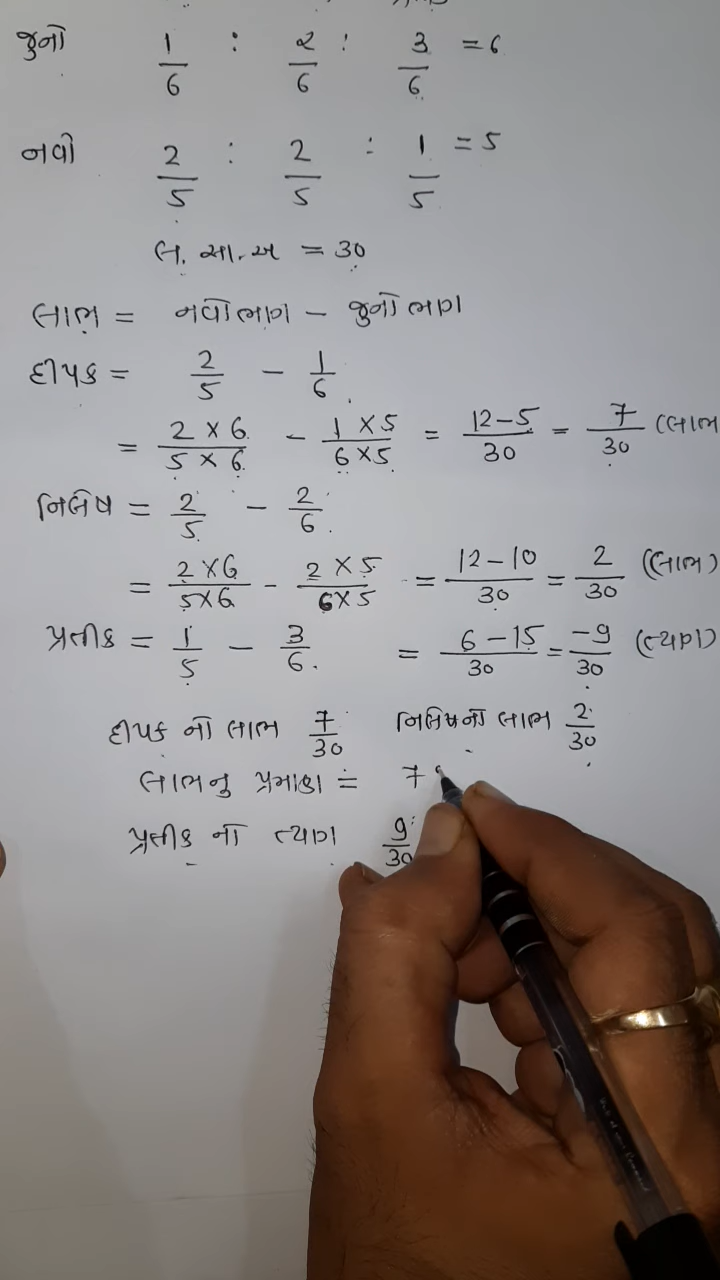 જુનો 1/6 : 2/6 : 3/6 = 6
નવો 2/5 : 2/5 : 1/5 = 5
લ. સા. અ = 30
લાભ = નવો ભાગ - જુનો ભાગ
દીપક = 2/5 - 1/6
= 2 × 6/5 × 6 - 1 × 5/6 × 5 = 12-5/30 = 7/30 (લાભ
નિલેષ = 2/5 - 2/6
= 2 × 6/5 × 6 - 2 × 5/6 × 5 = 12-10/30 = 2/30 (લાભ)
પ્રતીક = 1/5 - 3/6. = 6-15/30 = -9/30 (ત્યાગ)
દીપક નો લાભ 7/30 નિલેષનો લાભ 2/30
લાભનુ પ્રમાણ = 7
પ્રતીક નો ત્યાગ 9/30